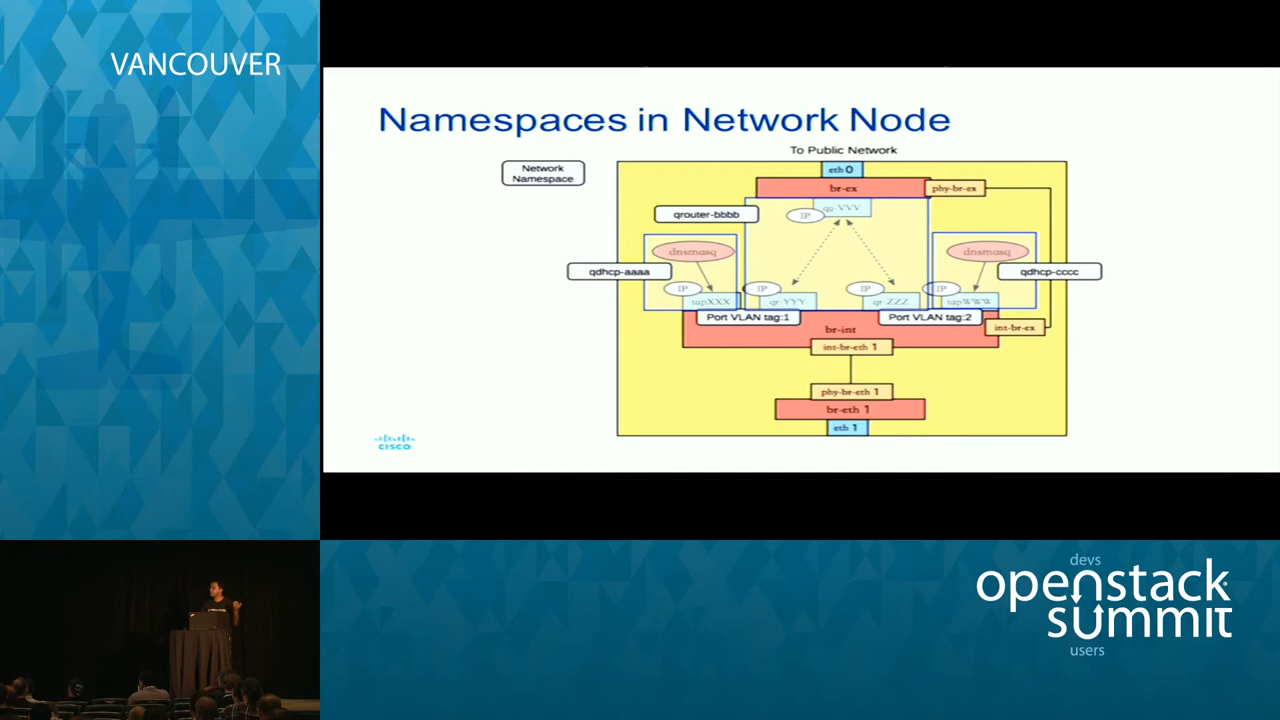 VANCOUVER
Namespaces in Network Node
To Public Network
Network
Namespace
eth 0
br-ex
phy-br-ex
qg-YYY
IP
qrouter-bbbb
dnsmasq
dnsmasq
qdhcp-aaaa
qdhcp-cccc
IP
IP
IP
IP
tapXXX
qr-YYY
qr-ZZZ
tapWWW
Port VLAN tag:1
Port VLAN tag:2
br-int
int-br-ex
int-br-eth 1
phy-br-eth 1
br-eth 1
eth 1
CISCO
devs
openstack
summit
users